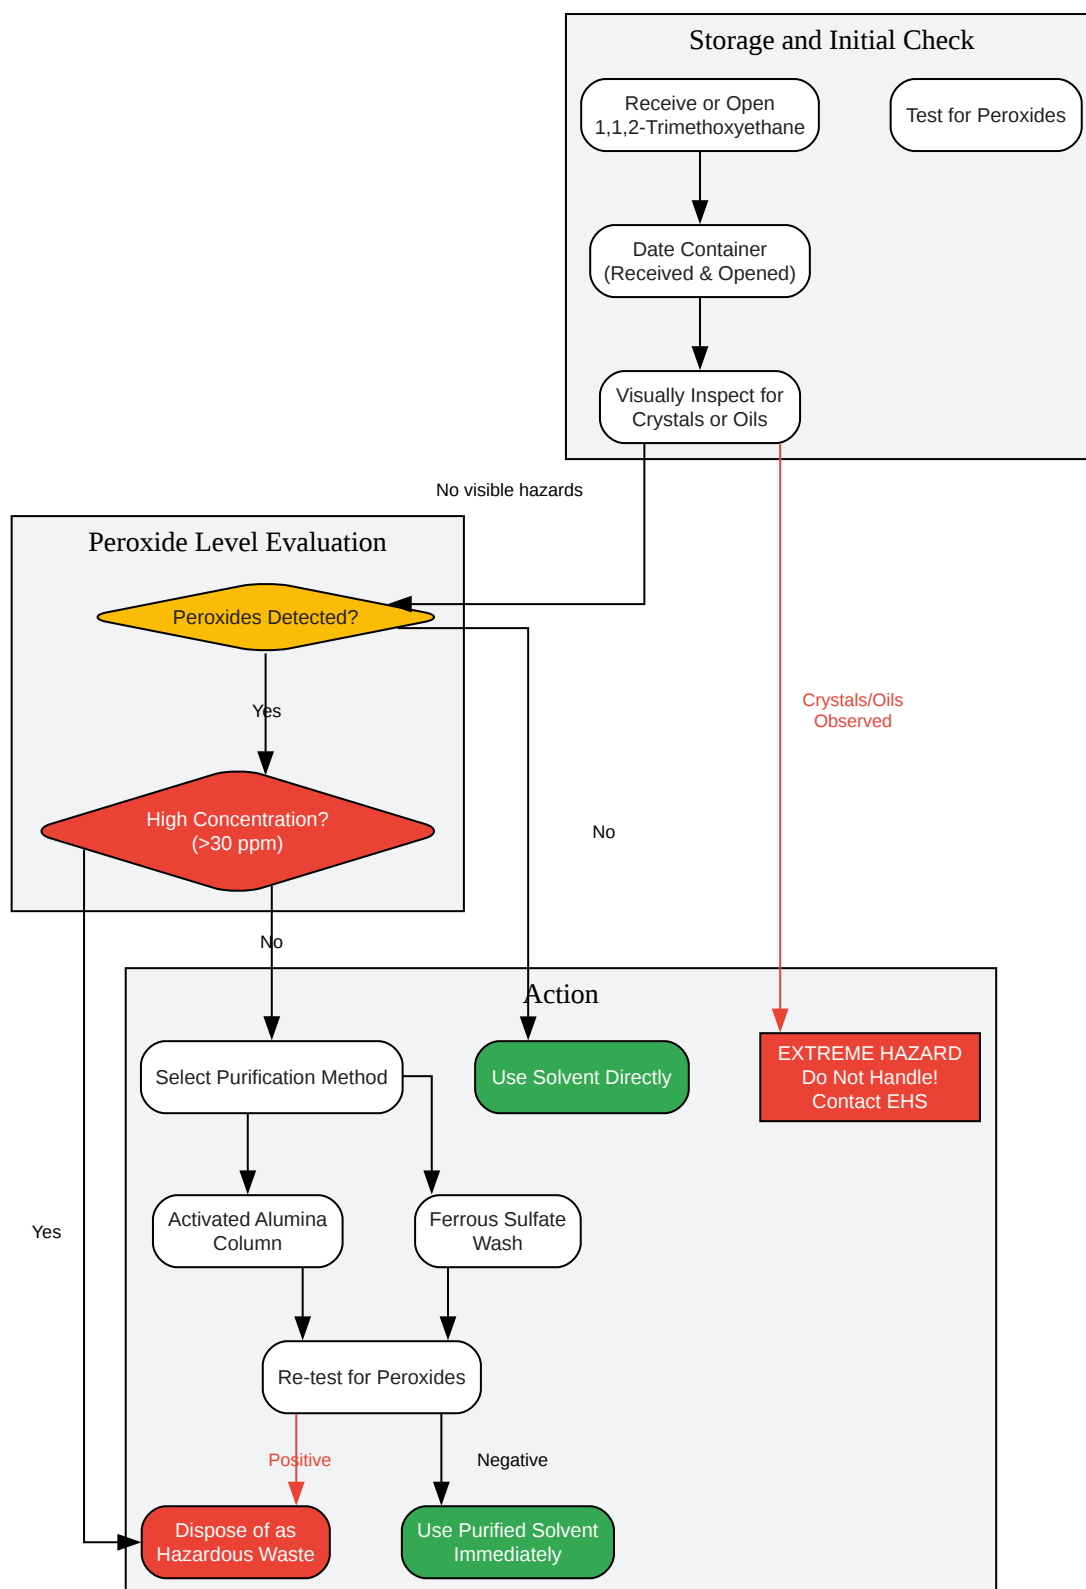 Storage and Initial Check
Receive or Open
1,1,2-Trimethoxyethane
Test for Peroxides
Date Container
(Received & Opened)
Visually Inspect for
Crystals or Oils
No visible hazards
Peroxide Level Evaluation
Peroxides Detected?
Yes
Crystals/Oils
Observed
High Concentration?
(>30 ppm)
No
No
Action
Select Purification Method
Use Solvent Directly
EXTREME HAZARD
Do Not Handle!
Contact EHS
Activated Alumina
Column
Ferrous Sulfate
Wash
Yes
Re-test for Peroxides
Positive
Negative
Dispose of as
Hazardous Waste
Use Purified Solvent
Immediately